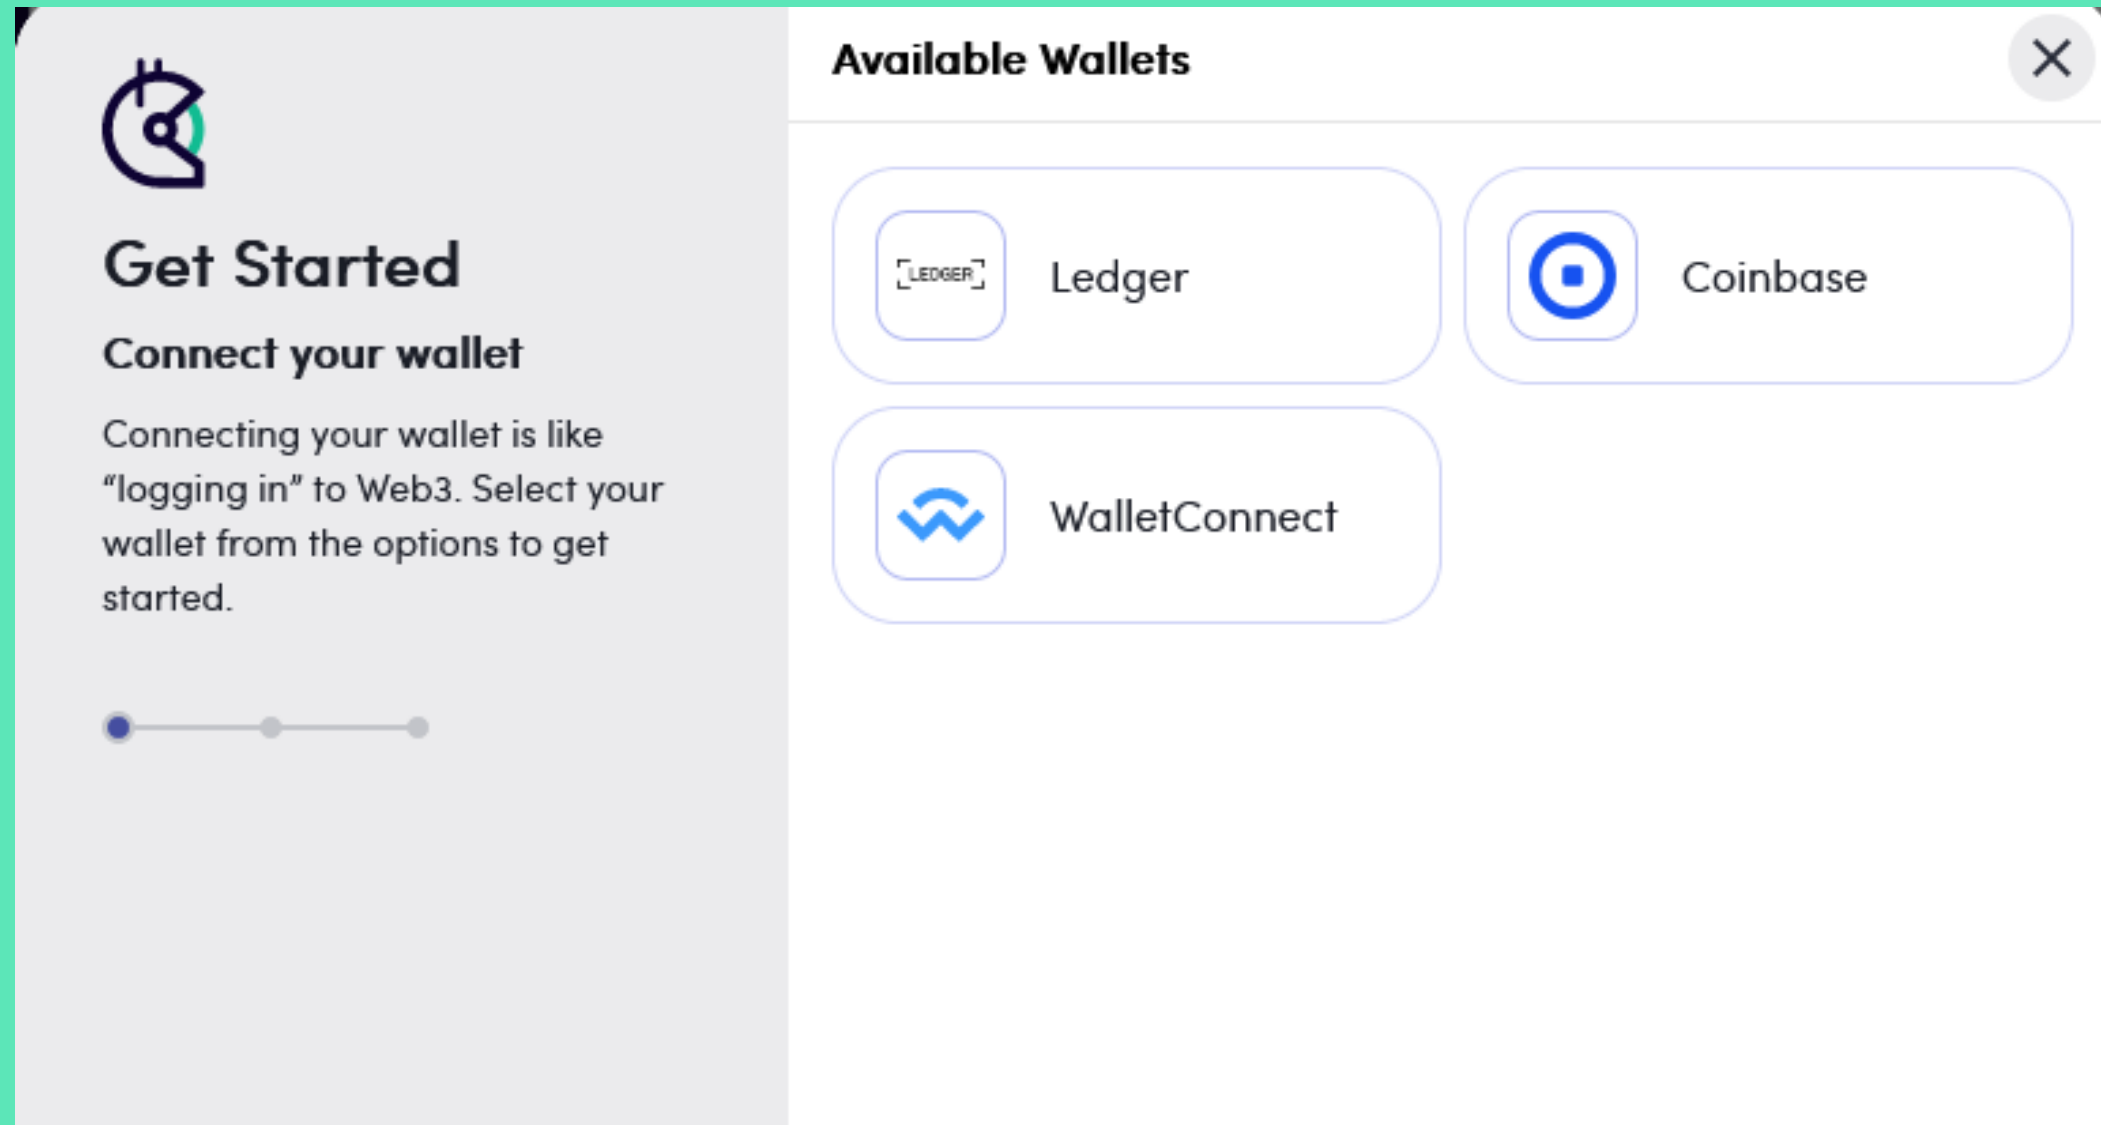 Get Started
Connect your wallet
Connecting your wallet is like
“logging in” to Web3. Select your
wallet from the options to get
started.
Available Wallets
LEDGER
Ledger
Coinbase
WalletConnect